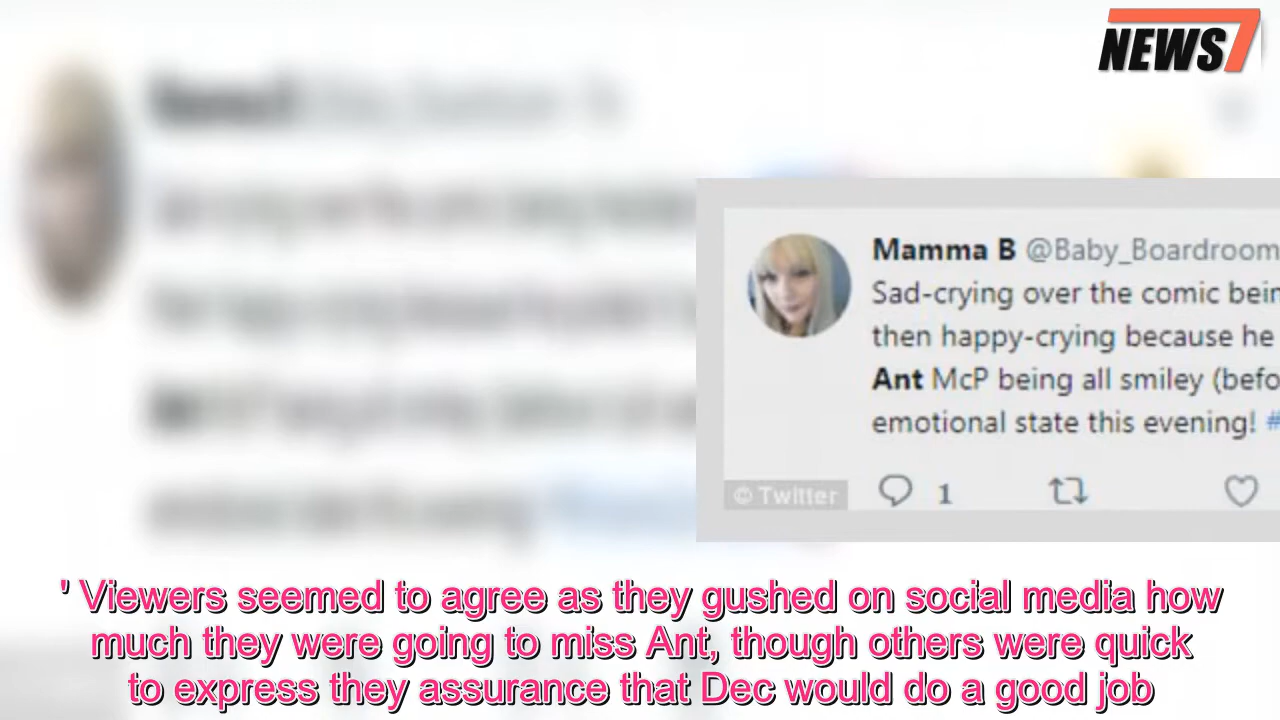 NEWS7
Mamma B @Baby_Boardroom
Sad-crying over the comic bein
then happy-crying because he
Ant McP being all smiley (befo
emotional state this evening! #
© Twitter
1
' Viewers seemed to agree as they gushed on social media how
much they were going to miss Ant, though others were quick
to express they assurance that Dec would do a good job